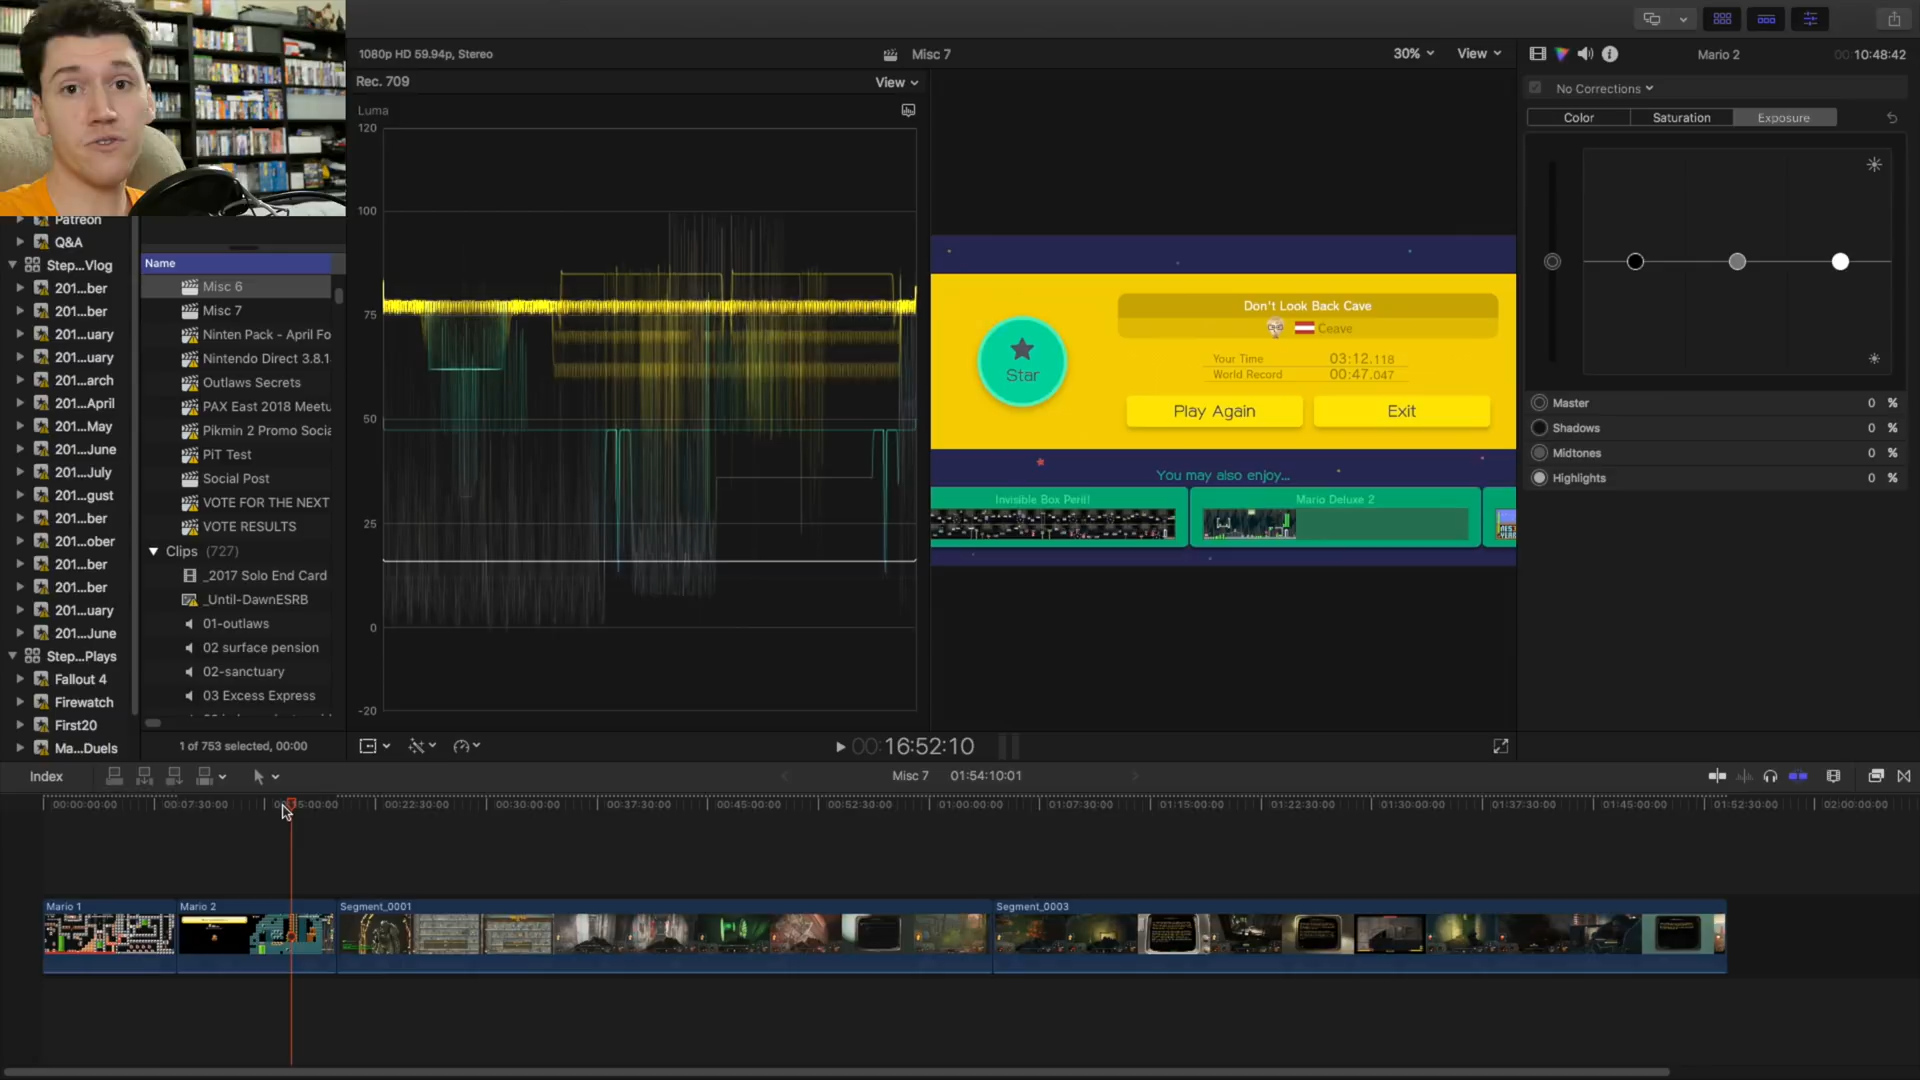 1080p HD 59.94p, Stereo
Misc 7
30%
View
Mario 2
00:10:48:42
Rec. 709
View
No Corrections
Luma
Color
Saturation
Exposure
120
100
75
50
25
0
-20
Patreon
Q&A
Step...Vlog
201...ber
201...ber
201...uary
201...uary
201...arch
201...April
201...May
201...June
201...July
201...gust
201...ber
201...ober
201...ber
201...ber
201...uary
201...June
Step...Plays
Fallout 4
Firewatch
First20
Ma...Duels
Name
Misc 6
Misc 7
Ninten Pack - April Fo
Nintendo Direct 3.8.1
Outlaws Secrets
PAX East 2018 Meetu
Pikmin 2 Promo Socia
PiT Test
Social Post
VOTE FOR THE NEXT
VOTE RESULTS
Clips (727)
_2017 Solo End Card
_Until-DawnESRB
01-outlaws
02 surface pension
02-sanctuary
03 Excess Express
1 of 753 selected, 00:00
Don't Look Back Cave
Ceave
Star
Your Time 03:12.118
World Record 00:47.047
Play Again
Exit
You may also enjoy...
Invisible Box Peril!
Mario Deluxe 2
Master 0 %
Shadows 0 %
Midtones 0 %
Highlights 0 %
00:16:52:10
Index
Misc 7
01:54:10:01
00:00:00:00
00:07:30:00
00:22:30:00
00:30:00:00
00:37:30:00
00:45:00:00
00:52:30:00
01:00:00:00
01:07:30:00
01:15:00:00
01:22:30:00
01:30:00:00
01:37:30:00
01:45:00:00
01:52:30:00
02:00:00:00
Mario 1
Mario 2
Segment_0001
Segment_0003